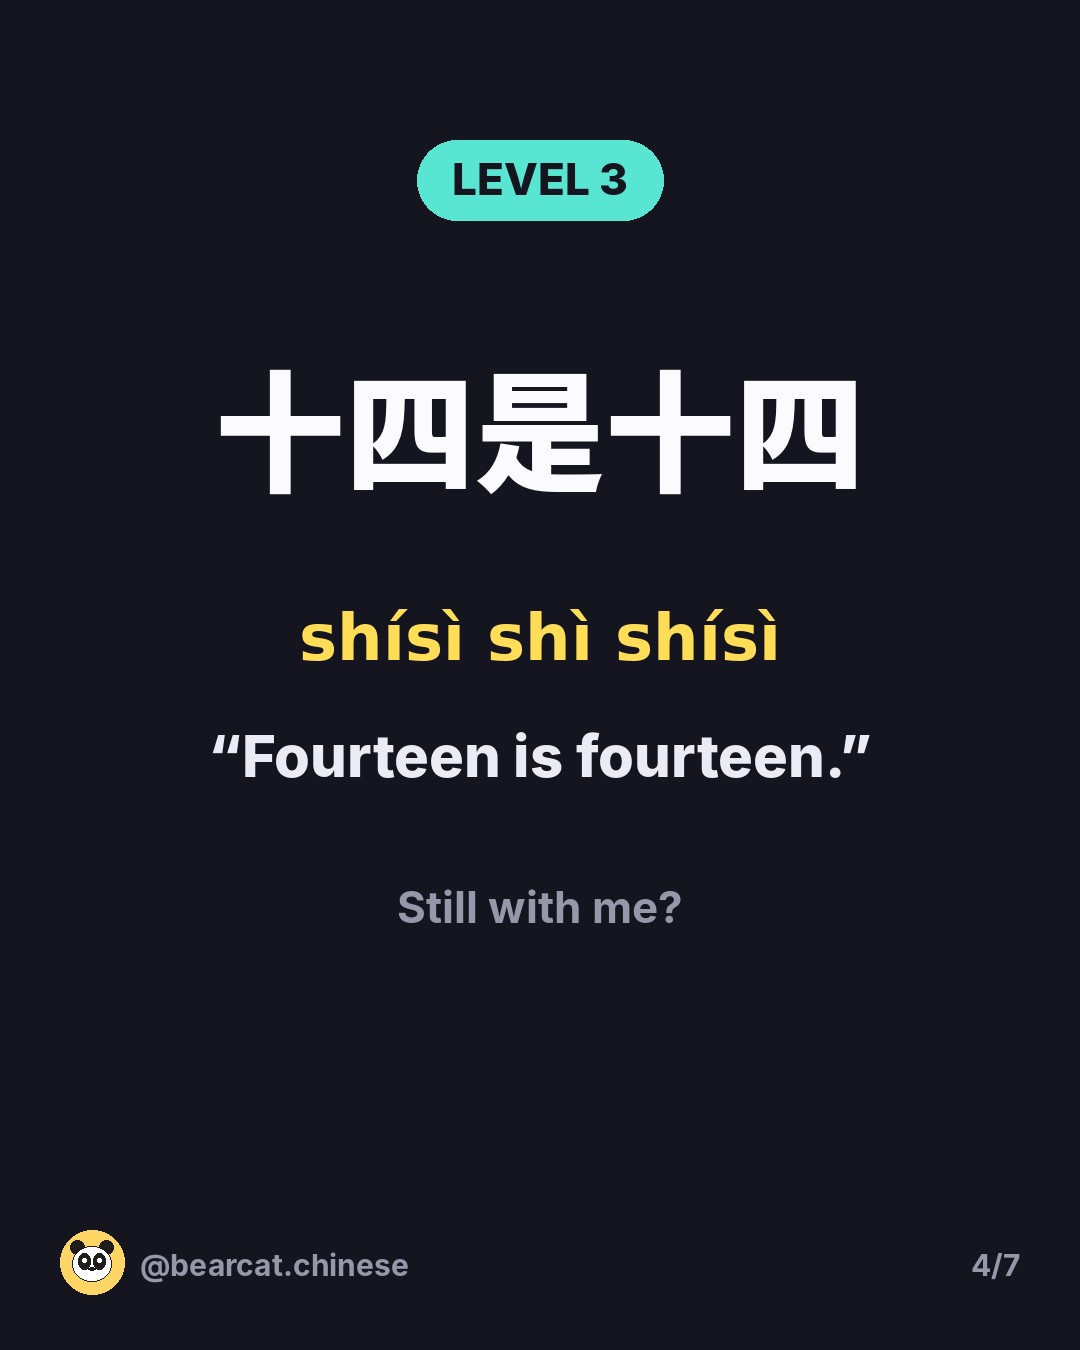 LEVEL 3
十四是十四
shísì shì shísì
“Fourteen is fourteen.”
Still with me?
@bearcat.chinese
4/7